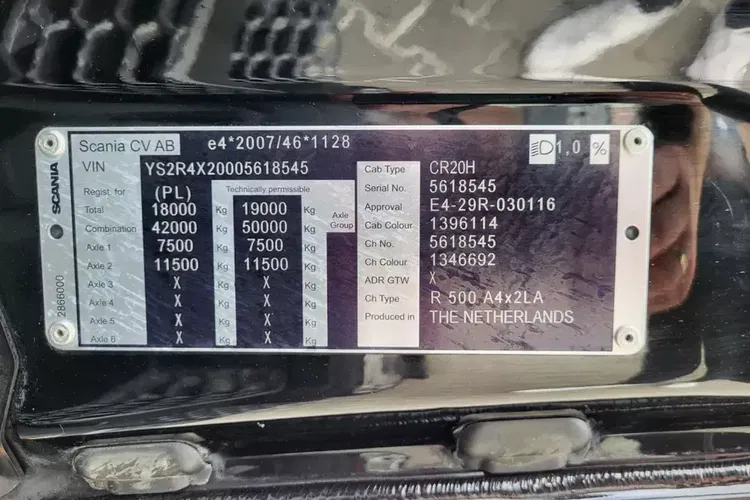 Scania CV AB e4*2007/46*1128 1,0 %
VIN YS2R4X20005618545
Regist. for (PL) Technically permissible
Total 18000 Kg 19000 Kg Axle Group
Combination 42000 Kg 50000 Kg
Axle 1 7500 Kg 7500 Kg
Axle 2 11500 Kg 11500 Kg
Axle 3 X Kg X Kg
Axle 4 X Kg X Kg
Axle 5 X Kg X Kg
Axle 6 X Kg X Kg
Cab Type CR20H
Serial No. 5618545
Approval E4-29R-030116
Cab Colour 1396114
Ch No. 5618545
Ch Colour 1346692
ADR GTW X
Ch Type R 500 A4x2LA
Produced in THE NETHERLANDS
SCANIA
2866000